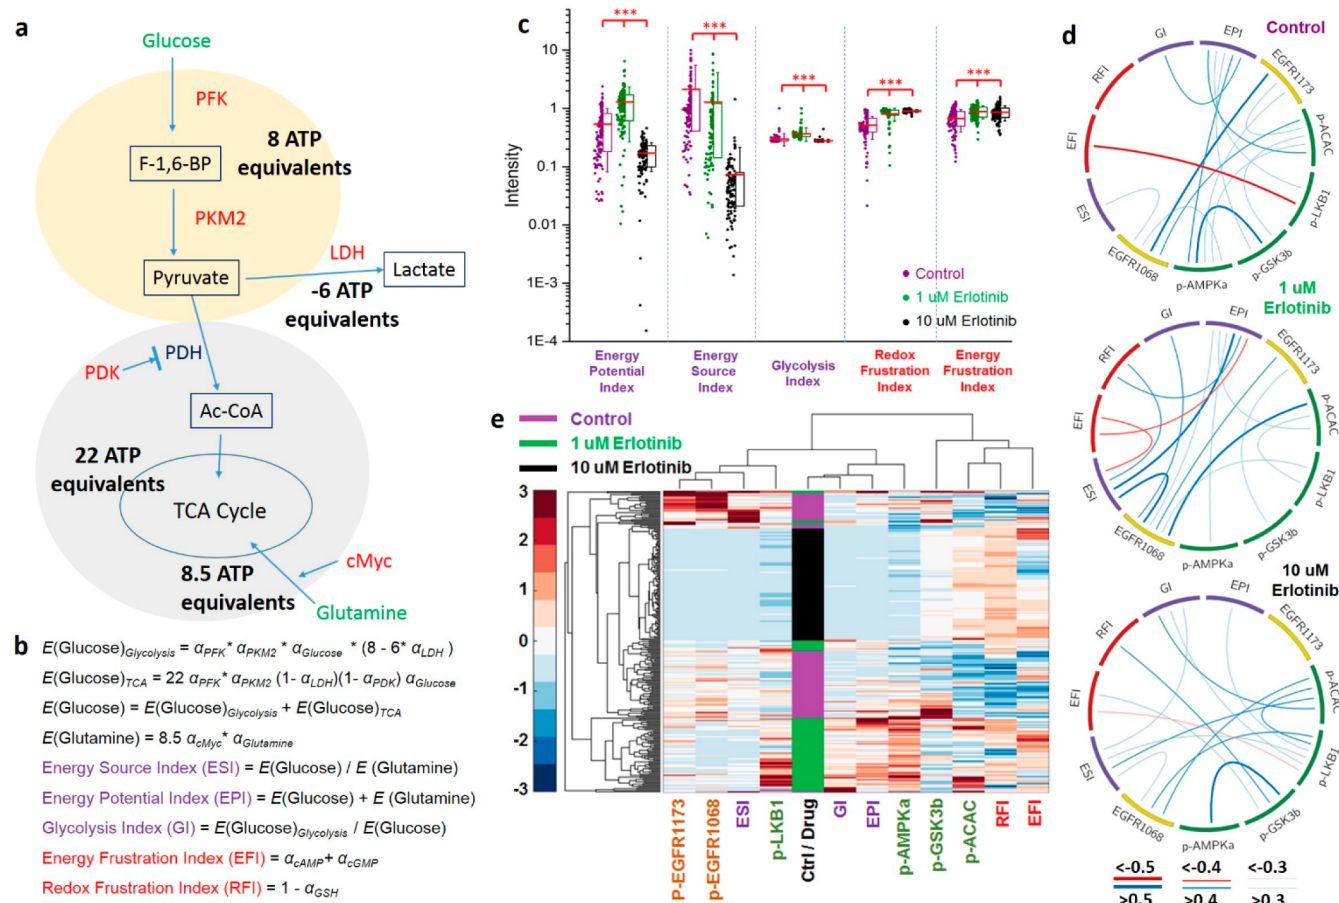 a
Glucose
PFK
F-1,6-BP
8 ATP
equivalents
PKM2
LDH
Pyruvate
Lactate
-6 ATP
equivalents
PDH
PDK
Ac-CoA
22 ATP
equivalents
TCA Cycle
cMyc
8.5 ATP
equivalents
Glutamine
b
E(Glucose)Glycolysis = αPFK* αPKM2 * αGlucose * (8 - 6* αLDH )
E(Glucose)TCA = 22 αPFK* αPKM2 (1- αLDH)(1- αPDK) αGlucose
E(Glucose) = E(Glucose)Glycolysis + E(Glucose)TCA
E(Glutamine) = 8.5 αcMyc* αGlutamine
Energy Source Index (ESI) = E(Glucose) / E (Glutamine)
Energy Potential Index (EPI) = E(Glucose) + E (Glutamine)
Glycolysis Index (GI) = E(Glucose)Glycolysis / E(Glucose)
Energy Frustration Index (EFI) = αcAMP+ αcGMP
Redox Frustration Index (RFI) = 1 - αGSH
c
Intensity
10
1
0.1
0.01
1E-3
1E-4
***
***
***
***
***
Control
1 uM Erlotinib
10 uM Erlotinib
Energy
Potential
Index
Energy
Source
Index
Glycolysis
Index
Redox
Frustration
Index
Energy
Frustration
Index
d
Control
GI
EPI
EGFR1173
p-ACAC
p-LKB1
p-GSK3b
p-AMPKa
EGFR1068
ESI
EFI
RFI
1 uM
Erlotinib
GI
EPI
EGFR1173
p-ACAC
p-LKB1
p-GSK3b
p-AMPKa
EGFR1068
ESI
EFI
RFI
10 uM
Erlotinib
GI
EPI
EGFR1173
p-ACAC
p-LKB1
p-GSK3b
p-AMPKa
EGFR1068
ESI
EFI
RFI
<-0.5 <-0.4 <-0.3
>0.5 >0.4 >0.3
e
Control
1 uM Erlotinib
10 uM Erlotinib
3
2
1
0
-1
-2
-3
P-EGFR1173
p-EGFR1068
ESI
p-LKB1
Ctrl / Drug
GI
EPI
p-AMPKa
p-GSK3b
p-ACAC
RFI
EFI